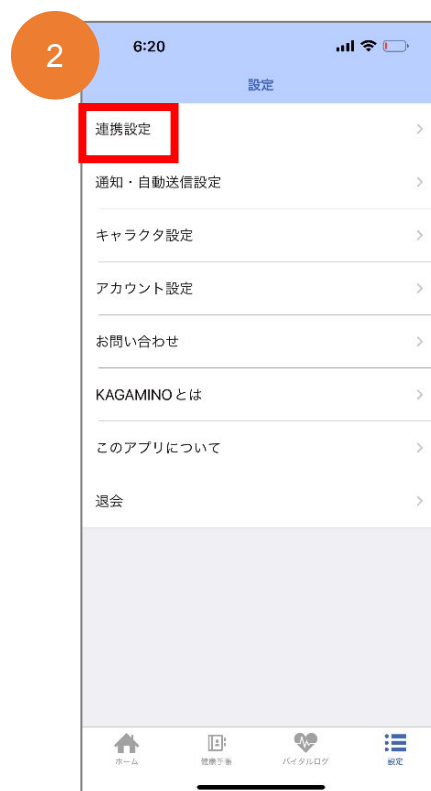 2
6:20
設定
連携設定
通知・自動送信設定
キャラクタ設定
アカウント設定
お問い合わせ
KAGAMINOとは
このアプリについて
退会
ホーム
健康手帳
バイタルログ
設定